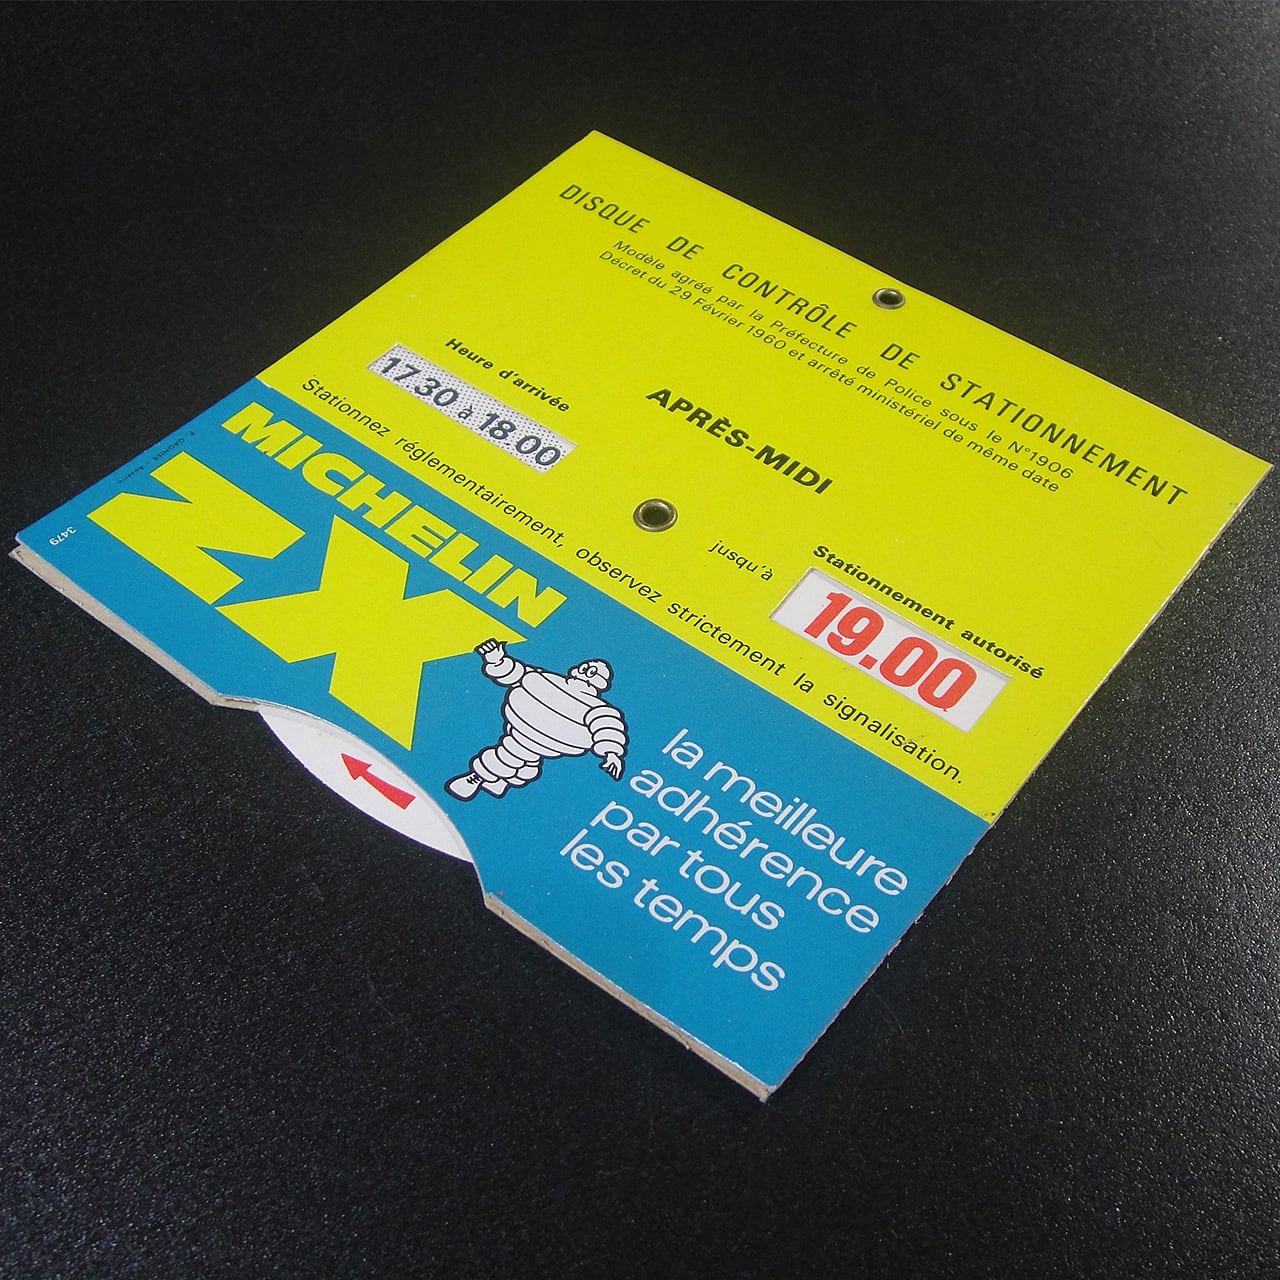 DISQUE DE CONTRÔLE DE STATIONNEMENT
Modèle agréé par la Préfecture de Police sous le N°1906
Décret du 29 Février 1960 et arrêté ministériel de même date
APRÈS-MIDI
Heure d'arrivée
17.30 à 18.00
jusqu'à
Stationnement autorisé
19.00
Stationnez réglementairement, observez strictement la signalisation.
MICHELIN
ZX
la meilleure
adhérence
par tous
les temps
3479